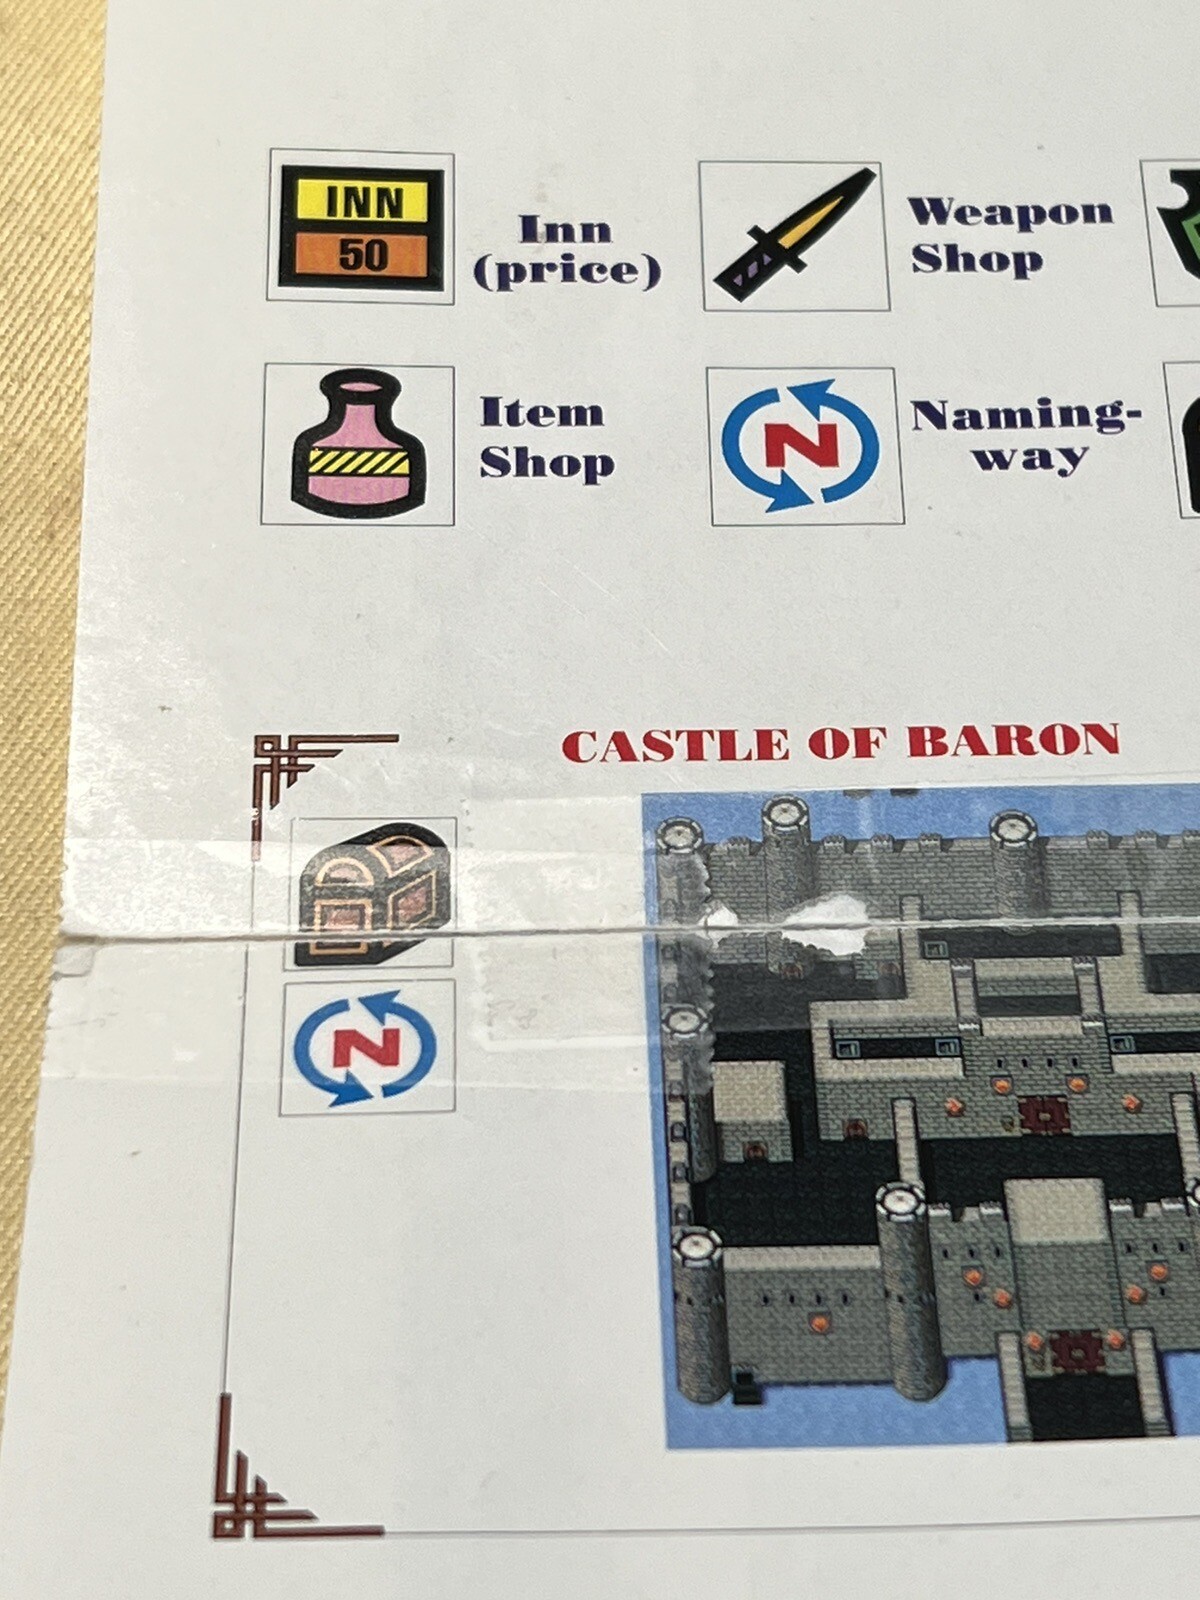 INN
50
Inn
(price)
Weapon
Shop
Item
Shop
N
Naming-
way
CASTLE OF BARON
N